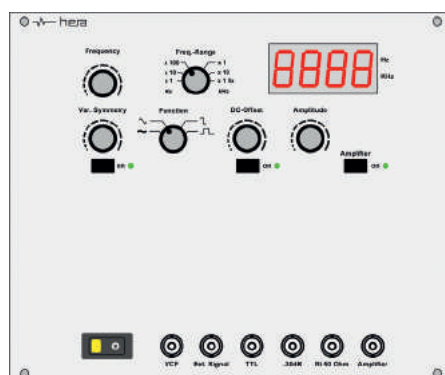 hera
Frequency
Freq.-Range
x 100
x 1
x 10
x 10
x 1
Hz
kHz
8888
Hz
KHz
Var.-Symmetry
Function
DC-Offset
Amplitude
Amplifier
on
on
on
VCF
Ext. Signal
TTL
RI 50 Ohm
Amplifier